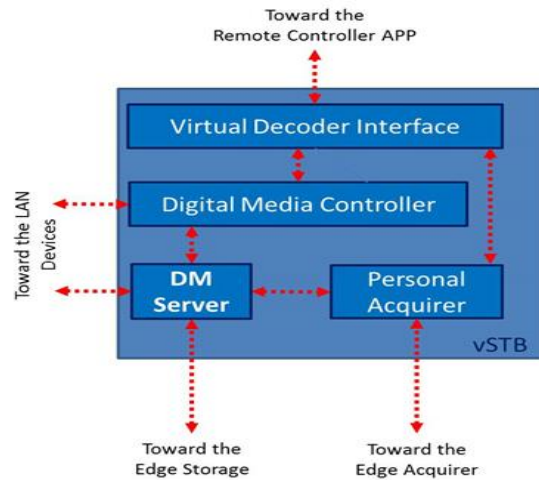 Toward the
Remote Controller APP
Virtual Decoder Interface
Digital Media Controller
Toward the LAN
Devices
DM
Server
Personal
Acquirer
vSTB
Toward the
Edge Storage
Toward the
Edge Acquirer